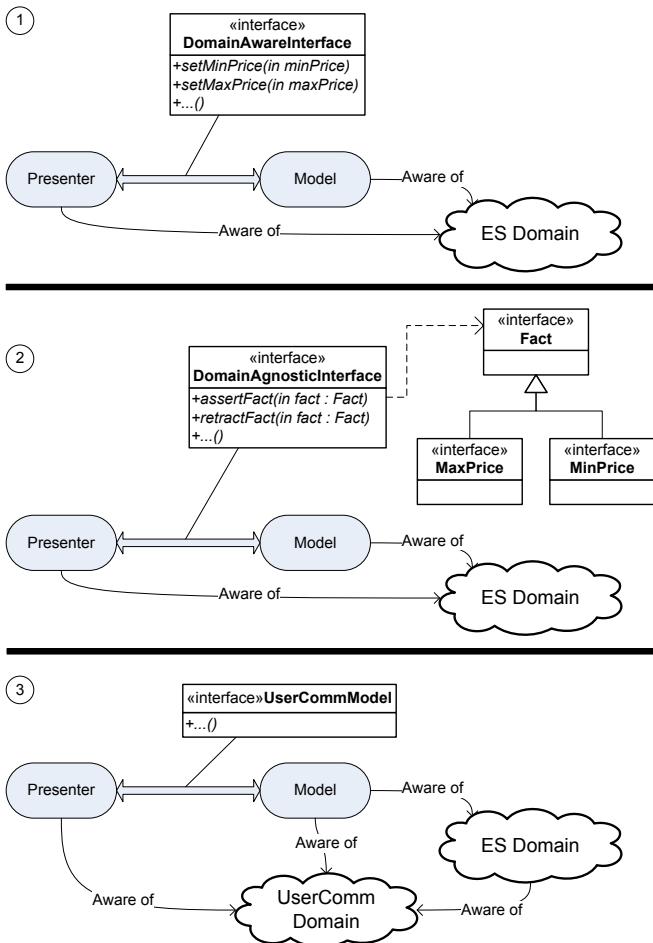 1
«interface»
DomainAwareInterface
+setMinPrice(in minPrice)
+setMaxPrice(in maxPrice)
+...()
Presenter
Model
Aware of
Aware of
ES Domain
2
«interface»
Fact
«interface»
DomainAgnosticInterface
+assertFact(in fact : Fact)
+retractFact(in fact : Fact)
+...()
«interface»
MaxPrice
«interface»
MinPrice
Presenter
Model
Aware of
Aware of
ES Domain
3
«interface»UserCommModel
+...()
Presenter
Model
Aware of
Aware of
ES Domain
Aware of
UserComm
Domain
Aware of